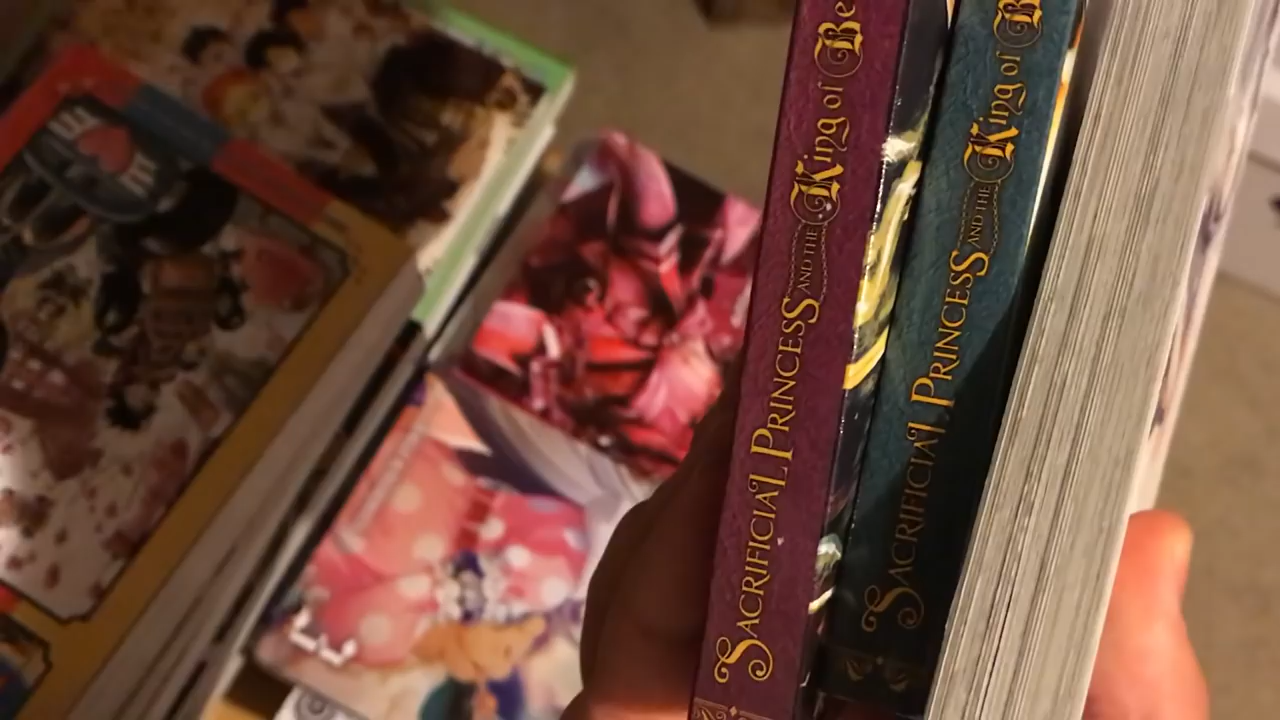 SACRIFICIAL PRINCESS AND THE King of Be
SACRIFICIAL PRINCESS AND THE King of B